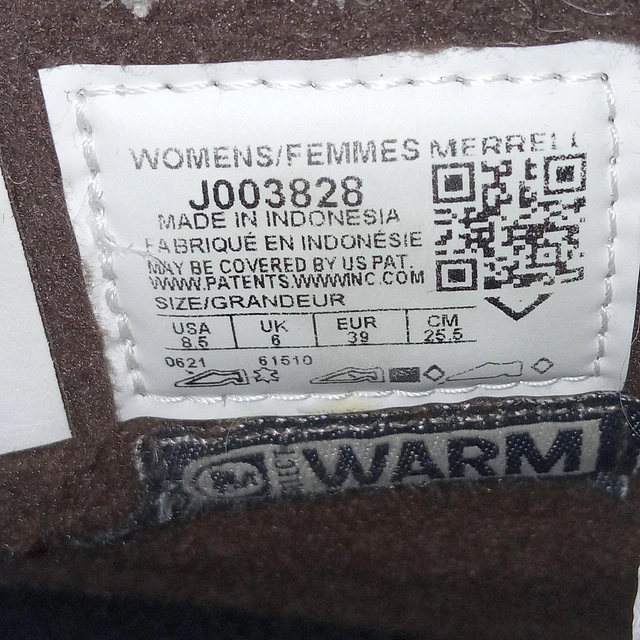 WOMENS/FEMMES MERRELL
J003828
MADE IN INDONESIA
FABRIQUÉ EN INDONÉSIE
MAY BE COVERED BY US PAT.
WWW.PATENTS.WWWINC.COM
SIZE/GRANDEUR
USA UK EUR CM
8.5 6 39 25.5
0621 61510
M SELECT WARM